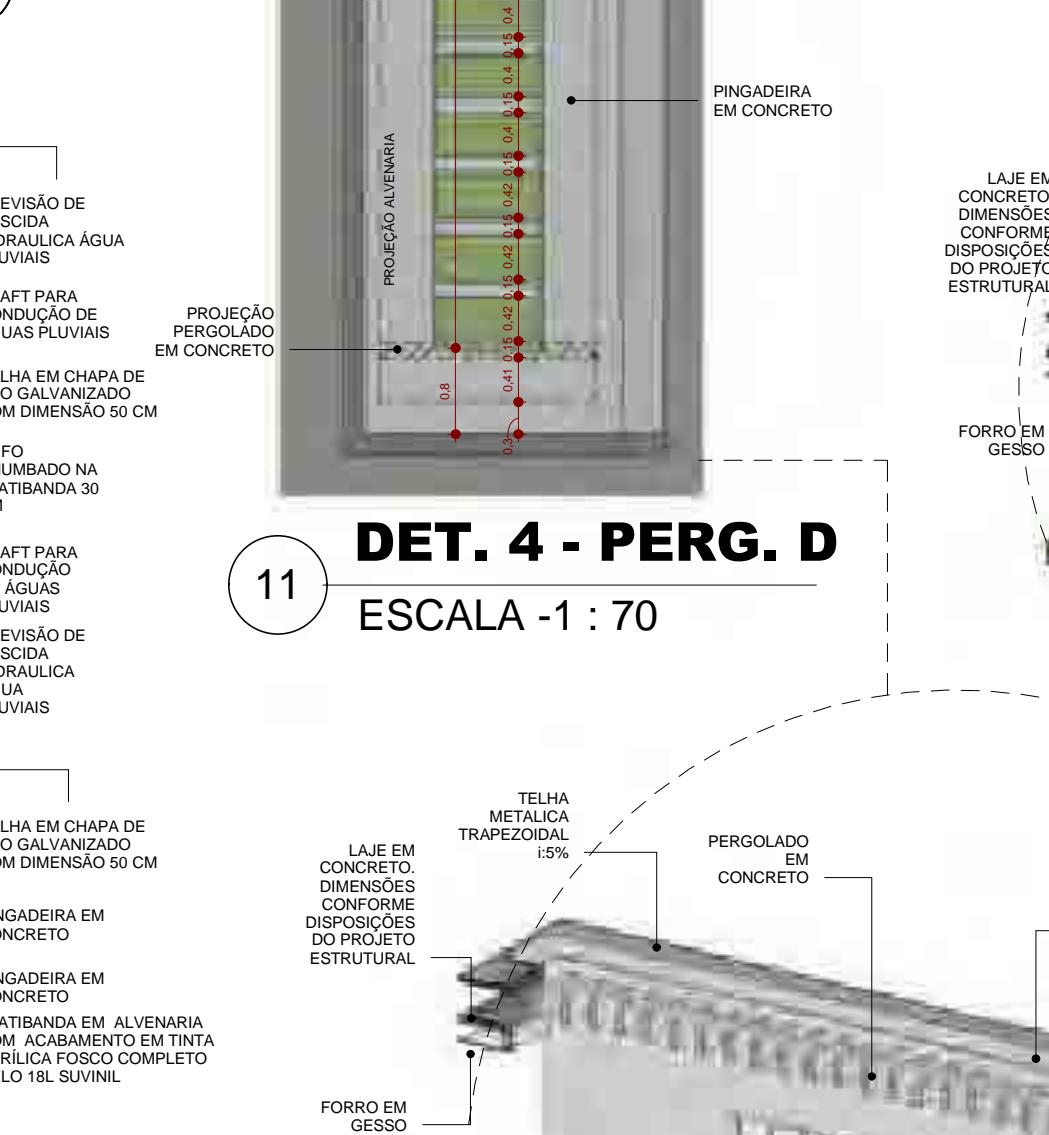 0,4
0,15
0,4
0,15
0,4
0,15
0,42
0,15
0,42
0,15
0,42
0,15
0,41
0,3
0,8
PROJEÇÃO ALVENARIA
PINGADEIRA
EM CONCRETO
PROJEÇÃO
PERGOLADO
EM CONCRETO
EVISÃO DE
SCIDA
DRAULICA ÁGUA
UVIAIS
AFT PARA
ONDUÇÃO DE
UAS PLUVIAIS
LHA EM CHAPA DE
O GALVANIZADO
OM DIMENSÃO 50 CM
FO
HUMBADO NA
ATIBANDA 30
M
AFT PARA
ONDUÇÃO
ÁGUAS
UVIAIS
EVISÃO DE
SCIDA
DRAULICA
UA
UVIAIS
LAJE EM
CONCRETO.
DIMENSÕES
CONFORME
DISPOSIÇÕES
DO PROJETO
ESTRUTURAL
FORRO EM
GESSO
11
DET. 4 - PERG. D
ESCALA -1 : 70
LHA EM CHAPA DE
O GALVANIZADO
OM DIMENSÃO 50 CM
NGADEIRA EM
ONCRETO
NGADEIRA EM
ONCRETO
ATIBANDA EM  ALVENARIA
OM  ACABAMENTO EM TINTA
RÍLICA FOSCO COMPLETO
ELO 18L SUVINIL
TELHA
METALICA
TRAPEZOIDAL
i:5%
LAJE EM
CONCRETO.
DIMENSÕES
CONFORME
DISPOSIÇÕES
DO PROJETO
ESTRUTURAL
PERGOLADO
EM
CONCRETO
FORRO EM
GESSO